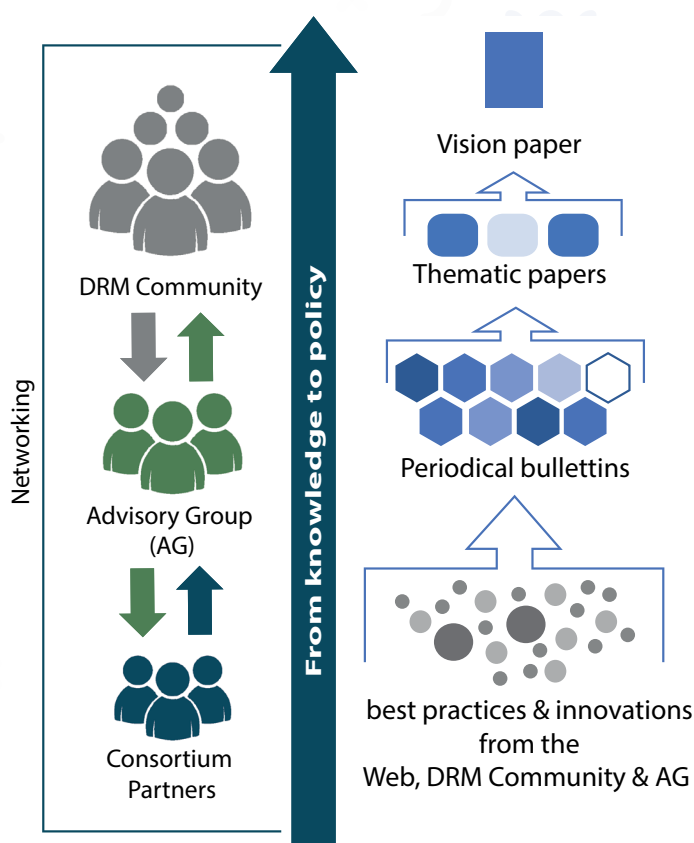 Networking
DRM Community
Advisory Group
(AG)
Consortium
Partners
From knowledge to policy
Vision paper
Thematic papers
Periodical bullettins
best practices & innovations
from the
Web, DRM Community & AG